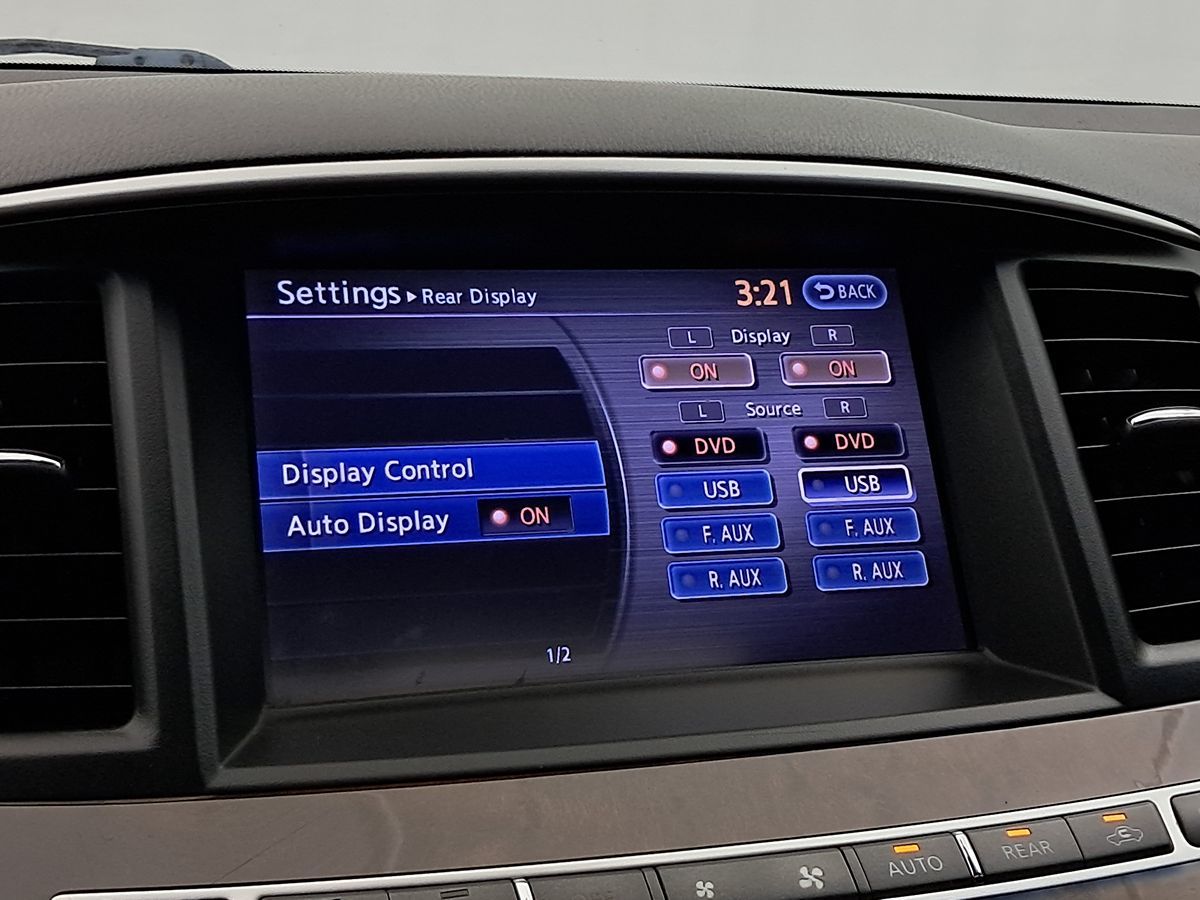 Settings ▸ Rear Display 3:21 BACK
L Display R
ON ON
L Source R
DVD DVD
Display Control
USB USB
Auto Display ON
F. AUX F. AUX
R. AUX R. AUX
1/2
AUTO
REAR